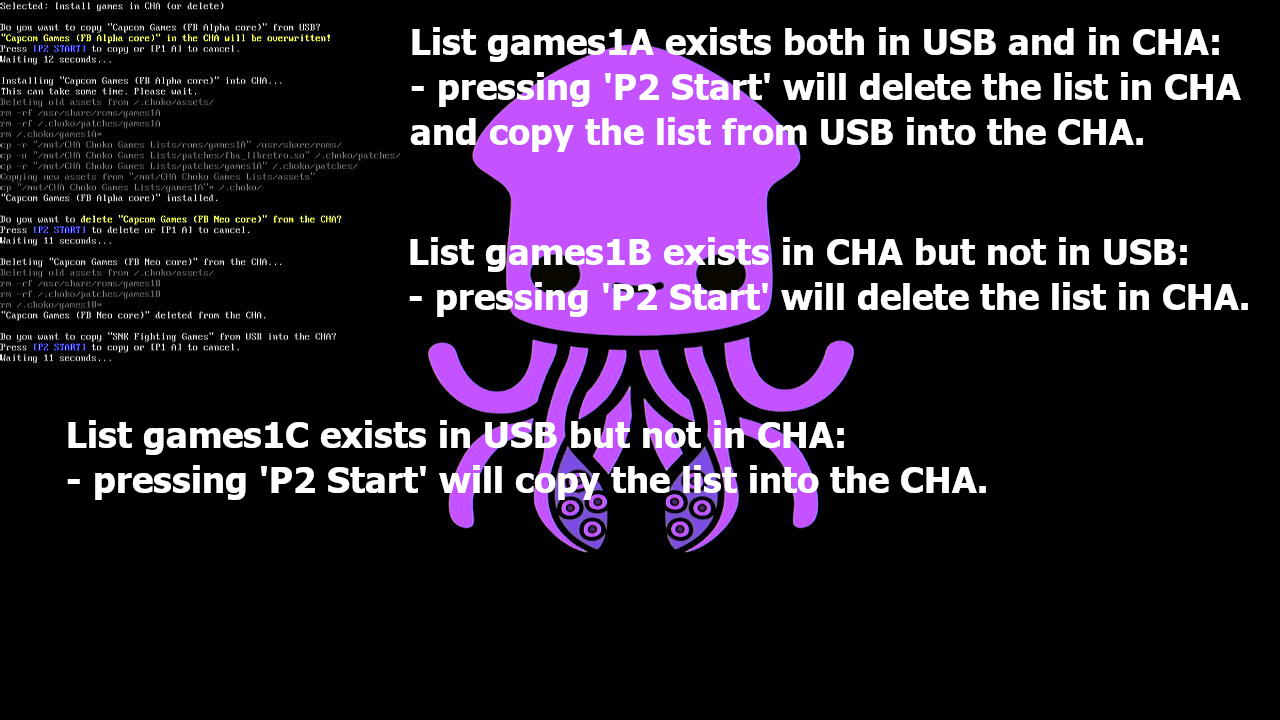 Selected: Install games in CHA (or delete)
Do you want to copy "Capcom Games (FB Alpha core)" from USB?
"Capcom Games (FB Alpha core)" in the CHA will be overwritten!
Press [P2 START] to copy or [P1 A] to cancel.
Waiting 12 seconds...
Installing "Capcom Games (FB Alpha core)" into CHA...
This can take some time. Please wait.
Deleting old assets from /.choko/assets/
rm -rf /usr/share/roms/games1A
rm -rf /.choko/patches/games1A
rm /.choko/games1A*
cp -r "/mnt/CHA Choko Games Lists/roms/games1A" /usr/share/roms/
cp -u "/mnt/CHA Choko Games Lists/patches/fba_libretro.so" /.choko/patches/
cp -r "/mnt/CHA Choko Games Lists/patches/games1A" /.choko/patches/
Copying new assets from "/mnt/CHA Choko Games Lists/assets"
cp "/mnt/CHA Choko Games Lists/games1A"* /.choko/
"Capcom Games (FB Alpha core)" installed.
Do you want to delete "Capcom Games (FB Neo core)" from the CHA?
Press [P2 START] to delete or [P1 A] to cancel.
Waiting 11 seconds...
Deleting "Capcom Games (FB Neo core)" from the CHA...
Deleting old assets from /.choko/assets/
rm -rf /usr/share/roms/games1B
rm -rf /.choko/patches/games1B
rm /.choko/games1B*
"Capcom Games (FB Neo core)" deleted from the CHA.
Do you want to copy "SNK Fighting Games" from USB into the CHA?
Press [P2 START] to copy or [P1 A] to cancel.
Waiting 11 seconds...
List games1A exists both in USB and in CHA:
- pressing 'P2 Start' will delete the list in CHA
and copy the list from USB into the CHA.
List games1B exists in CHA but not in USB:
- pressing 'P2 Start' will delete the list in CHA.
List games1C exists in USB but not in CHA:
- pressing 'P2 Start' will copy the list into the CHA.